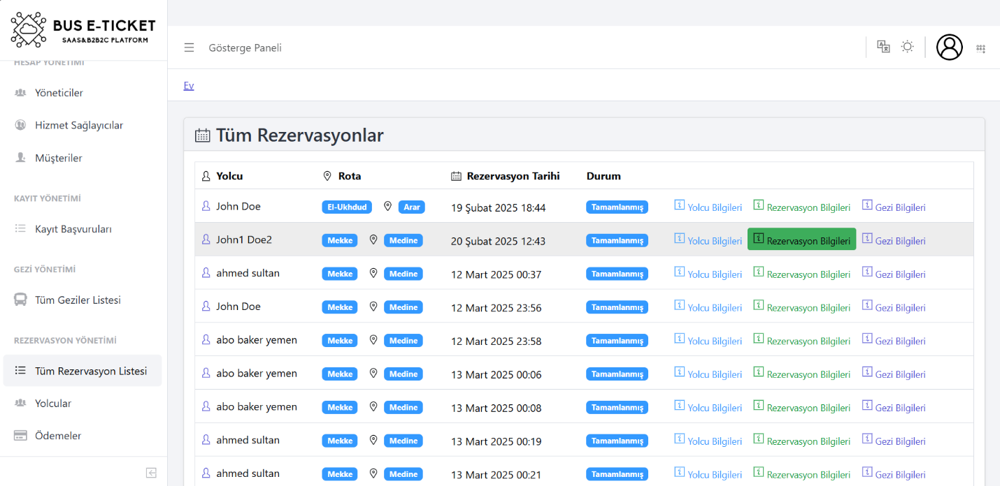 BUS E-TICKET
SAAS&B2B2C PLATFORM
HESAP YÖNETİMİ
Yöneticiler
Hizmet Sağlayıcılar
Müşteriler
KAYIT YÖNETİMİ
Kayıt Başvuruları
GEZİ YÖNETİMİ
Tüm Geziler Listesi
REZERVASYON YÖNETİMİ
Tüm Rezervasyon Listesi
Yolcular
Ödemeler
Gösterge Paneli
Ev
Tüm Rezervasyonlar
Yolcu Rota Rezervasyon Tarihi Durum
John Doe El-Ukhdud Arar 19 Şubat 2025 18:44 Tamamlanmış Yolcu Bilgileri Rezervasyon Bilgileri Gezi Bilgileri
John1 Doe2 Mekke Medine 20 Şubat 2025 12:43 Tamamlanmış Yolcu Bilgileri Rezervasyon Bilgileri Gezi Bilgileri
ahmed sultan Mekke Medine 12 Mart 2025 00:37 Tamamlanmış Yolcu Bilgileri Rezervasyon Bilgileri Gezi Bilgileri
John Doe Mekke Medine 12 Mart 2025 23:56 Tamamlanmış Yolcu Bilgileri Rezervasyon Bilgileri Gezi Bilgileri
abo baker yemen Mekke Medine 12 Mart 2025 23:58 Tamamlanmış Yolcu Bilgileri Rezervasyon Bilgileri Gezi Bilgileri
abo baker yemen Mekke Medine 13 Mart 2025 00:06 Tamamlanmış Yolcu Bilgileri Rezervasyon Bilgileri Gezi Bilgileri
abo baker yemen Mekke Medine 13 Mart 2025 00:08 Tamamlanmış Yolcu Bilgileri Rezervasyon Bilgileri Gezi Bilgileri
ahmed sultan Mekke Medine 13 Mart 2025 00:19 Tamamlanmış Yolcu Bilgileri Rezervasyon Bilgileri Gezi Bilgileri
ahmed sultan Mekke Medine 13 Mart 2025 00:21 Tamamlanmış Yolcu Bilgileri Rezervasyon Bilgileri Gezi Bilgileri